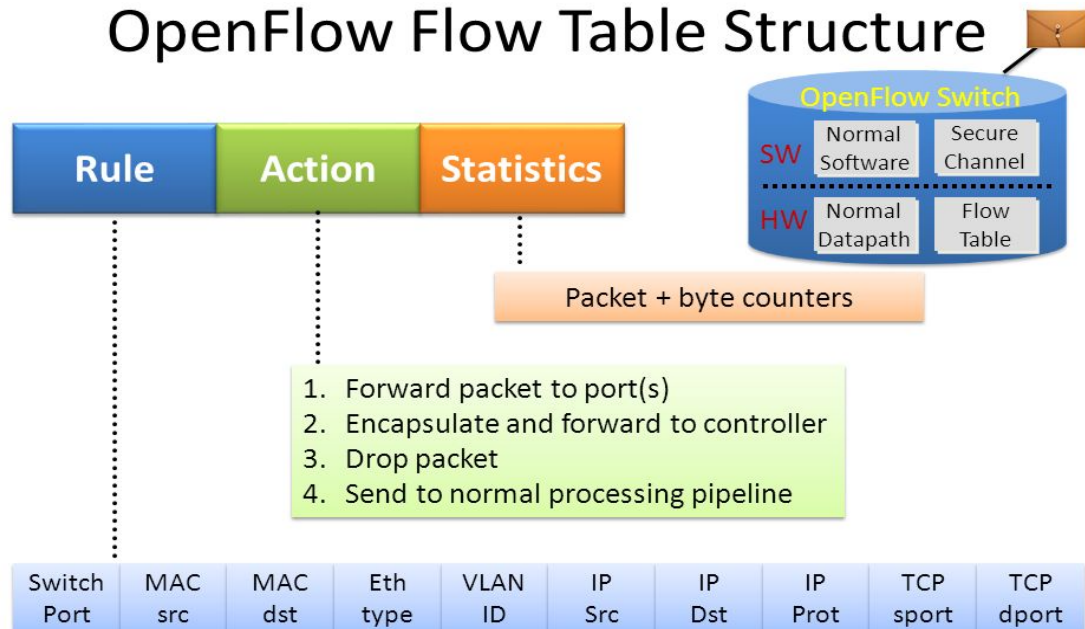 OpenFlow Flow Table Structure
OpenFlow Switch
SW
Normal
Software
Secure
Channel
HW
Normal
Datapath
Flow
Table
Rule
Action
Statistics
Packet + byte counters
1. Forward packet to port(s)
2. Encapsulate and forward to controller
3. Drop packet
4. Send to normal processing pipeline
Switch
Port
MAC
src
MAC
dst
Eth
type
VLAN
ID
IP
Src
IP
Dst
IP
Prot
TCP
sport
TCP
dport